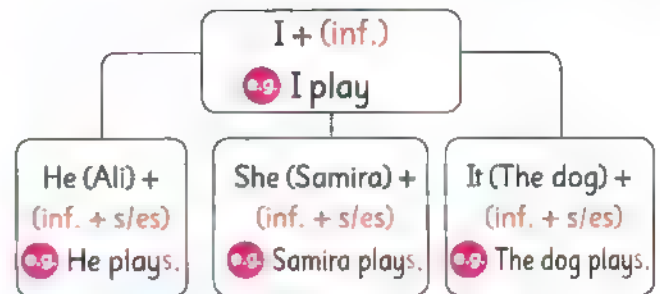 I + (inf.)
e.g. I play
He (Ali) +
(inf. + s/es)
e.g. He plays.
She (Samira) +
(inf. + s/es)
e.g. Samira plays.
It (The dog) +
(inf. + s/es)
e.g. The dog plays.